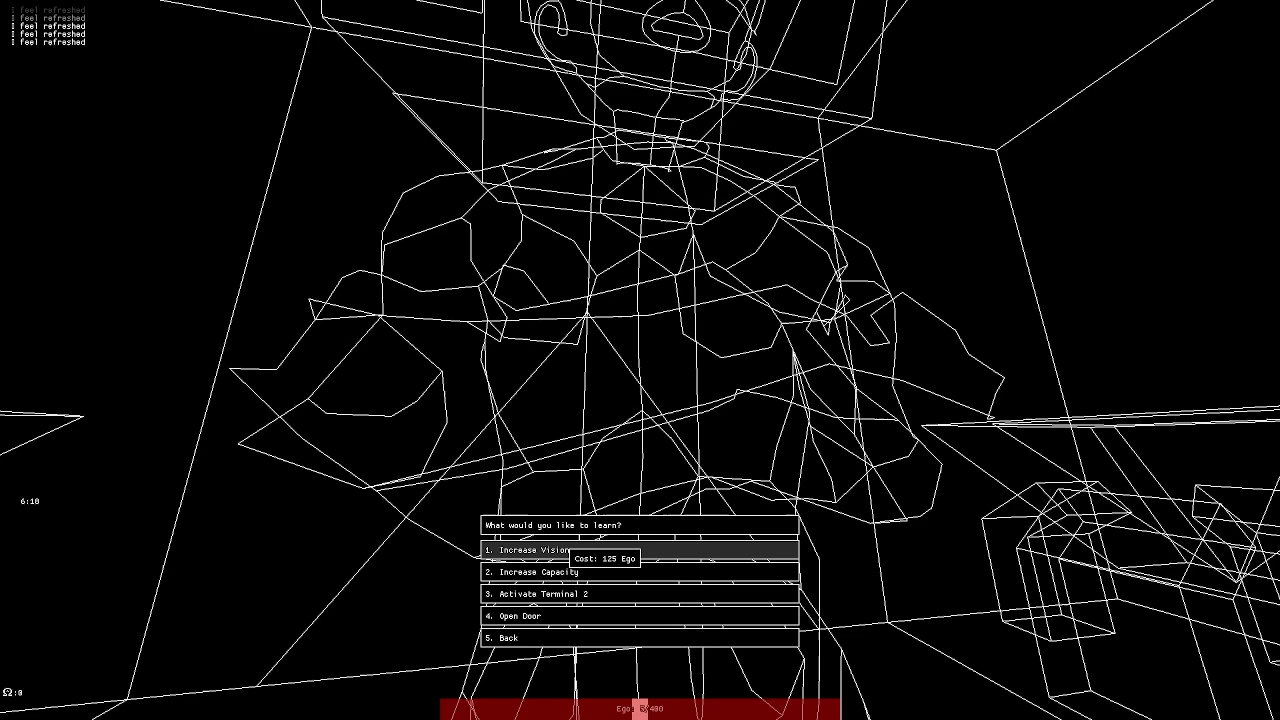 I feel refreshed
I feel refreshed
I feel refreshed
I feel refreshed
I feel refreshed
6:10
What would you like to learn?
1. Increase Vision
Cost: 125 Ego
2. Increase Capacity
3. Activate Terminal 2
4. Open Door
5. Back
Ω:0
/400